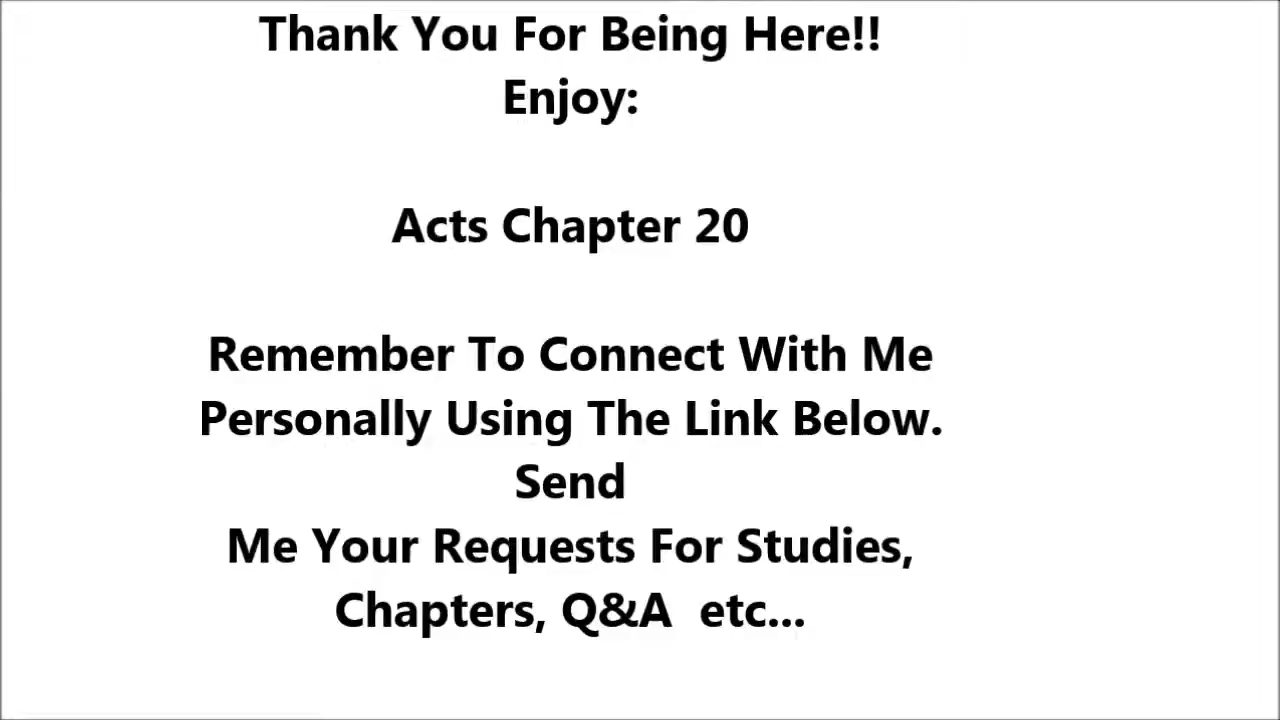 Thank You For Being Here!!
Enjoy:
Acts Chapter 20
Remember To Connect With Me
Personally Using The Link Below.
Send
Me Your Requests For Studies,
Chapters, Q&A  etc...